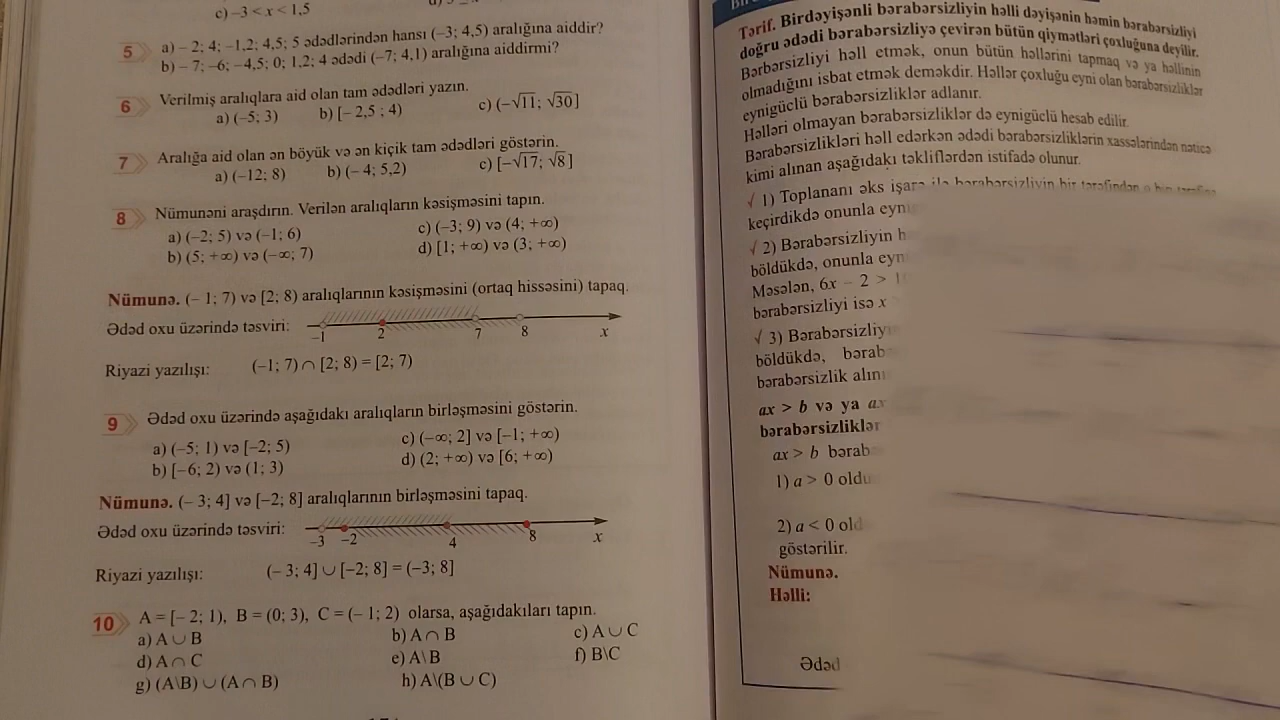 c) –3 < x < 1,5
5 a) – 2; 4; –1,2; 4,5; 5 ədədlərindən hansı (–3; 4,5) aralığına aiddir?
b) – 7; –6; –4,5; 0; 1,2; 4 ədədi (–7; 4,1) aralığına aiddirmi?
6 Verilmiş aralıqlara aid olan tam ədədləri yazın.
a) (–5; 3) b) [– 2,5 ; 4) c) (–√11; √30]
7 Aralığa aid olan ən böyük və ən kiçik tam ədədləri göstərin.
a) (–12; 8) b) (– 4; 5,2) c) [–√17; √8]
8 Nümunəni araşdırın. Verilən aralıqların kəsişməsini tapın.
a) (–2; 5) və (–1; 6) c) (–3; 9) və (4; +∞)
b) (5; +∞) və (–∞; 7) d) [1; +∞) və (3; +∞)
Nümunə. (– 1; 7) və [2; 8) aralıqlarının kəsişməsini (ortaq hissəsini) tapaq.
Ədəd oxu üzərində təsviri: –1 2 7 8 x
Riyazi yazılışı: (–1; 7) ∩ [2; 8) = [2; 7)
9 Ədəd oxu üzərində aşağıdakı aralıqların birləşməsini göstərin.
a) (–5; 1) və [–2; 5) c) (–∞; 2] və [–1; +∞)
b) [–6; 2) və (1; 3) d) (2; +∞) və [6; +∞)
Nümunə. (– 3; 4] və [–2; 8] aralıqlarının birləşməsini tapaq.
Ədəd oxu üzərində təsviri: –3 –2 4 8 x
Riyazi yazılışı: (– 3; 4] ∪ [–2; 8] = (–3; 8]
10 A = [– 2; 1), B = (0; 3), C = (– 1; 2) olarsa, aşağıdakıları tapın.
a) A ∪ B b) A ∩ B c) A ∪ C
d) A ∩ C e) A\B f) B\C
g) (A\B) ∪ (A ∩ B) h) A\(B ∪ C)
Tərif. Birdəyişənli bərabərsizliyin həlli dəyişənin həmin bərabərsizliyi
doğru ədədi bərabərsizliyə çevirən bütün qiymətləri çoxluğuna deyilir.
Bərbərsizliyi həll etmək, onun bütün həllərini tapmaq və ya həllinin
olmadığını isbat etmək deməkdir. Həllər çoxluğu eyni olan bərabərsizliklər
eynigüclü bərabərsizliklər adlanır.
Həlləri olmayan bərabərsizliklər də eynigüclü hesab edilir.
Bərabərsizlikləri həll edərkən ədədi bərabərsizliklərin xassələrindən nəticə
kimi alınan aşağıdakı təkliflərdən istifadə olunur.
√ 1) Toplananı əks işarə ilə bərabərsizliyin bir tərəfindən o biri tərəfinə
keçirdikdə onunla
√ 2) Bərabərsizliyin
böldükdə, onunla
Məsələn, 6x – 2 >
bərabərsizliyi isə x
√ 3)
böldükdə,
bərabərsizlik
ax > b və ya
bərabərsizliklər
ax > b
1) a > 0
2) a < 0
göstərilir.
Nümunə.
Həlli:
Ədəd